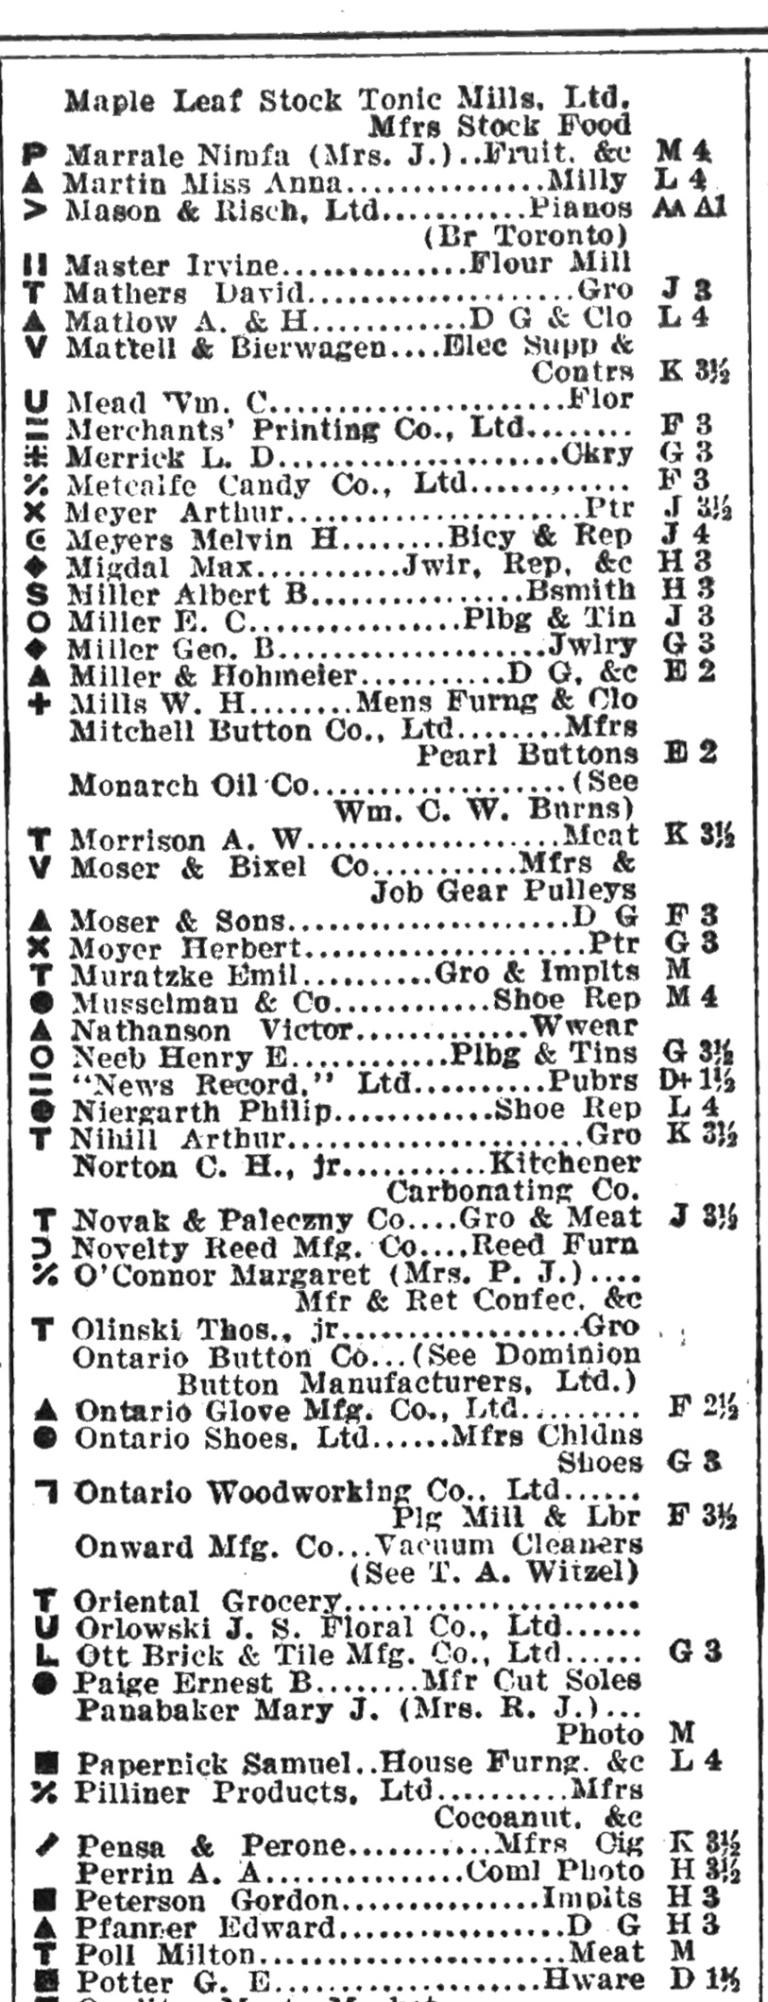 Maple Leaf Stock Tonic Mills, Ltd.
Mfrs Stock Food
P Marrale Nimfa (Mrs. J.)..Fruit, &c M 4
▲ Martin Miss Anna...............Milly L 4
> Mason & Risch, Ltd...........Pianos AA A1
(Br Toronto)
Master Irvine..............Flour Mill
T Mathers David....................Gro J 3
▲ Matlow A. & H............D G & Clo L 4
V Mattell & Bierwagen....Elec Supp &
Contrs K 3½
U Mead Wm. C......................Flor
Merchants' Printing Co., Ltd........ F 3
Merrick L. D.....................Ckry G 3
٪ Metcalfe Candy Co., Ltd............ F 3
✕ Meyer Arthur......................Ptr J 3½
Meyers Melvin H........Bicy & Rep J 4
◆ Migdal Max...........Jwlr, Rep, &c H 3
S Miller Albert B................Bsmith H 3
O Miller E. C................Plbg & Tin J 3
◆ Miller Geo. B....................Jwlry G 3
▲ Miller & Hohmeier...........D G, &c E 2
+ Mills W. H........Mens Furng & Clo
Mitchell Button Co., Ltd........Mfrs
Pearl Buttons E 2
Monarch Oil Co...................(See
Wm. C. W. Burns)
T Morrison A. W...................Meat K 3½
V Moser & Bixel Co...........Mfrs &
Job Gear Pulleys
▲ Moser & Sons.....................D G F 3
✕ Moyer Herbert.....................Ptr G 3
T Muratzke Emil..........Gro & Implts M
● Musselman & Co............Shoe Rep M 4
▲ Nathanson Victor.............Wwear
O Neeb Henry E............Plbg & Tins G 3½
= "News Record," Ltd..........Pubrs D+ 1½
● Niergarth Philip............Shoe Rep L 4
T Nihill Arthur......................Gro K 3½
Norton C. H., jr...........Kitchener
Carbonating Co.
T Novak & Paleczny Co....Gro & Meat J 3½
Novelty Reed Mfg. Co....Reed Furn
٪ O'Connor Margaret (Mrs. P. J.)....
Mfr & Ret Confec, &c
T Olinski Thos., jr..................Gro
Ontario Button Co...(See Dominion
Button Manufacturers, Ltd.)
▲ Ontario Glove Mfg. Co., Ltd......... F 2½
● Ontario Shoes, Ltd......Mfrs Chldns
Shoes G 3
Ontario Woodworking Co., Ltd......
Plg Mill & Lbr F 3½
Onward Mfg. Co...Vacuum Cleaners
(See T. A. Witzel)
T Oriental Grocery.......................
U Orlowski J. S. Floral Co., Ltd......
L Ott Brick & Tile Mfg. Co., Ltd...... G 3
● Paige Ernest B........Mfr Cut Soles
Panabaker Mary J. (Mrs. R. J.)...
Photo M
■ Papernick Samuel..House Furng, &c L 4
٪ Pilliner Products, Ltd..........Mfrs
Cocoanut, &c
Pensa & Perone...........Mfrs Cig K 3½
Perrin A. A...............Coml Photo H 3½
■ Peterson Gordon...............Implts H 3
▲ Pfanner Edward.................D G H 3
T Poll Milton.......................Meat M
Potter G. E....................Hware D 1½